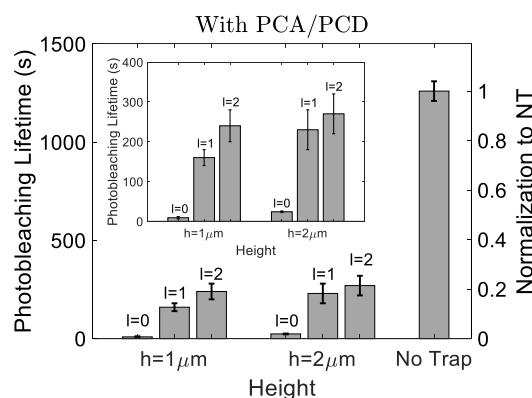 With PCA/PCD
Photobleaching Lifetime (s)
1500
1000
500
0
Normalization to NT
1
0.8
0.6
0.4
0.2
0
l=0
l=1
l=2
l=0
l=1
l=2
h=1μm
h=2μm
No Trap
Height
Photobleaching Lifetime (s)
400
300
200
100
0
l=0
l=1
l=2
l=0
l=1
l=2
h=1μm
h=2μm
Height